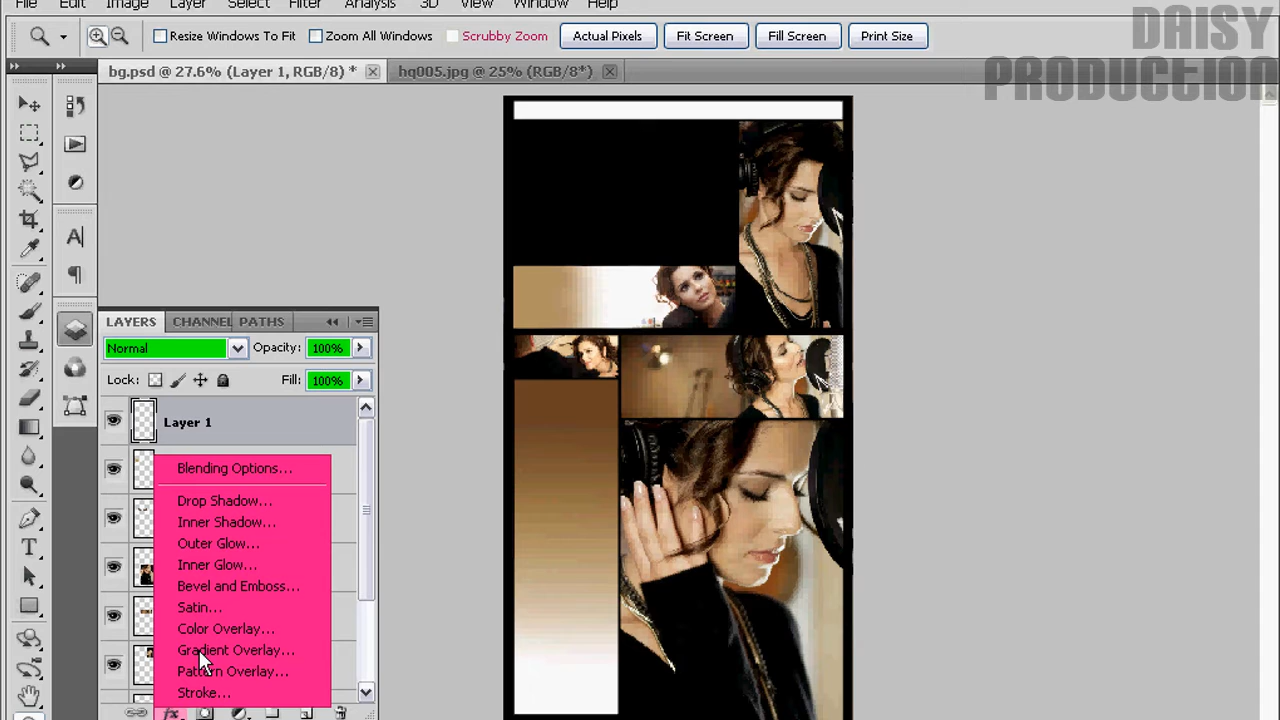 File Edit Image Layer Select Filter Analysis 3D View Window Help
DAISY
PRODUCTION
Resize Windows To Fit Zoom All Windows Scrubby Zoom Actual Pixels Fit Screen Fill Screen Print Size
bg.psd @ 27.6% (Layer 1, RGB/8) * hq005.jpg @ 25% (RGB/8*)
LAYERS CHANNEL PATHS
Normal Opacity: 100%
Lock: Fill: 100%
Layer 1
Blending Options...
Drop Shadow...
Inner Shadow...
Outer Glow...
Inner Glow...
Bevel and Emboss...
Satin...
Color Overlay...
Gradient Overlay...
Pattern Overlay...
Stroke...
fx